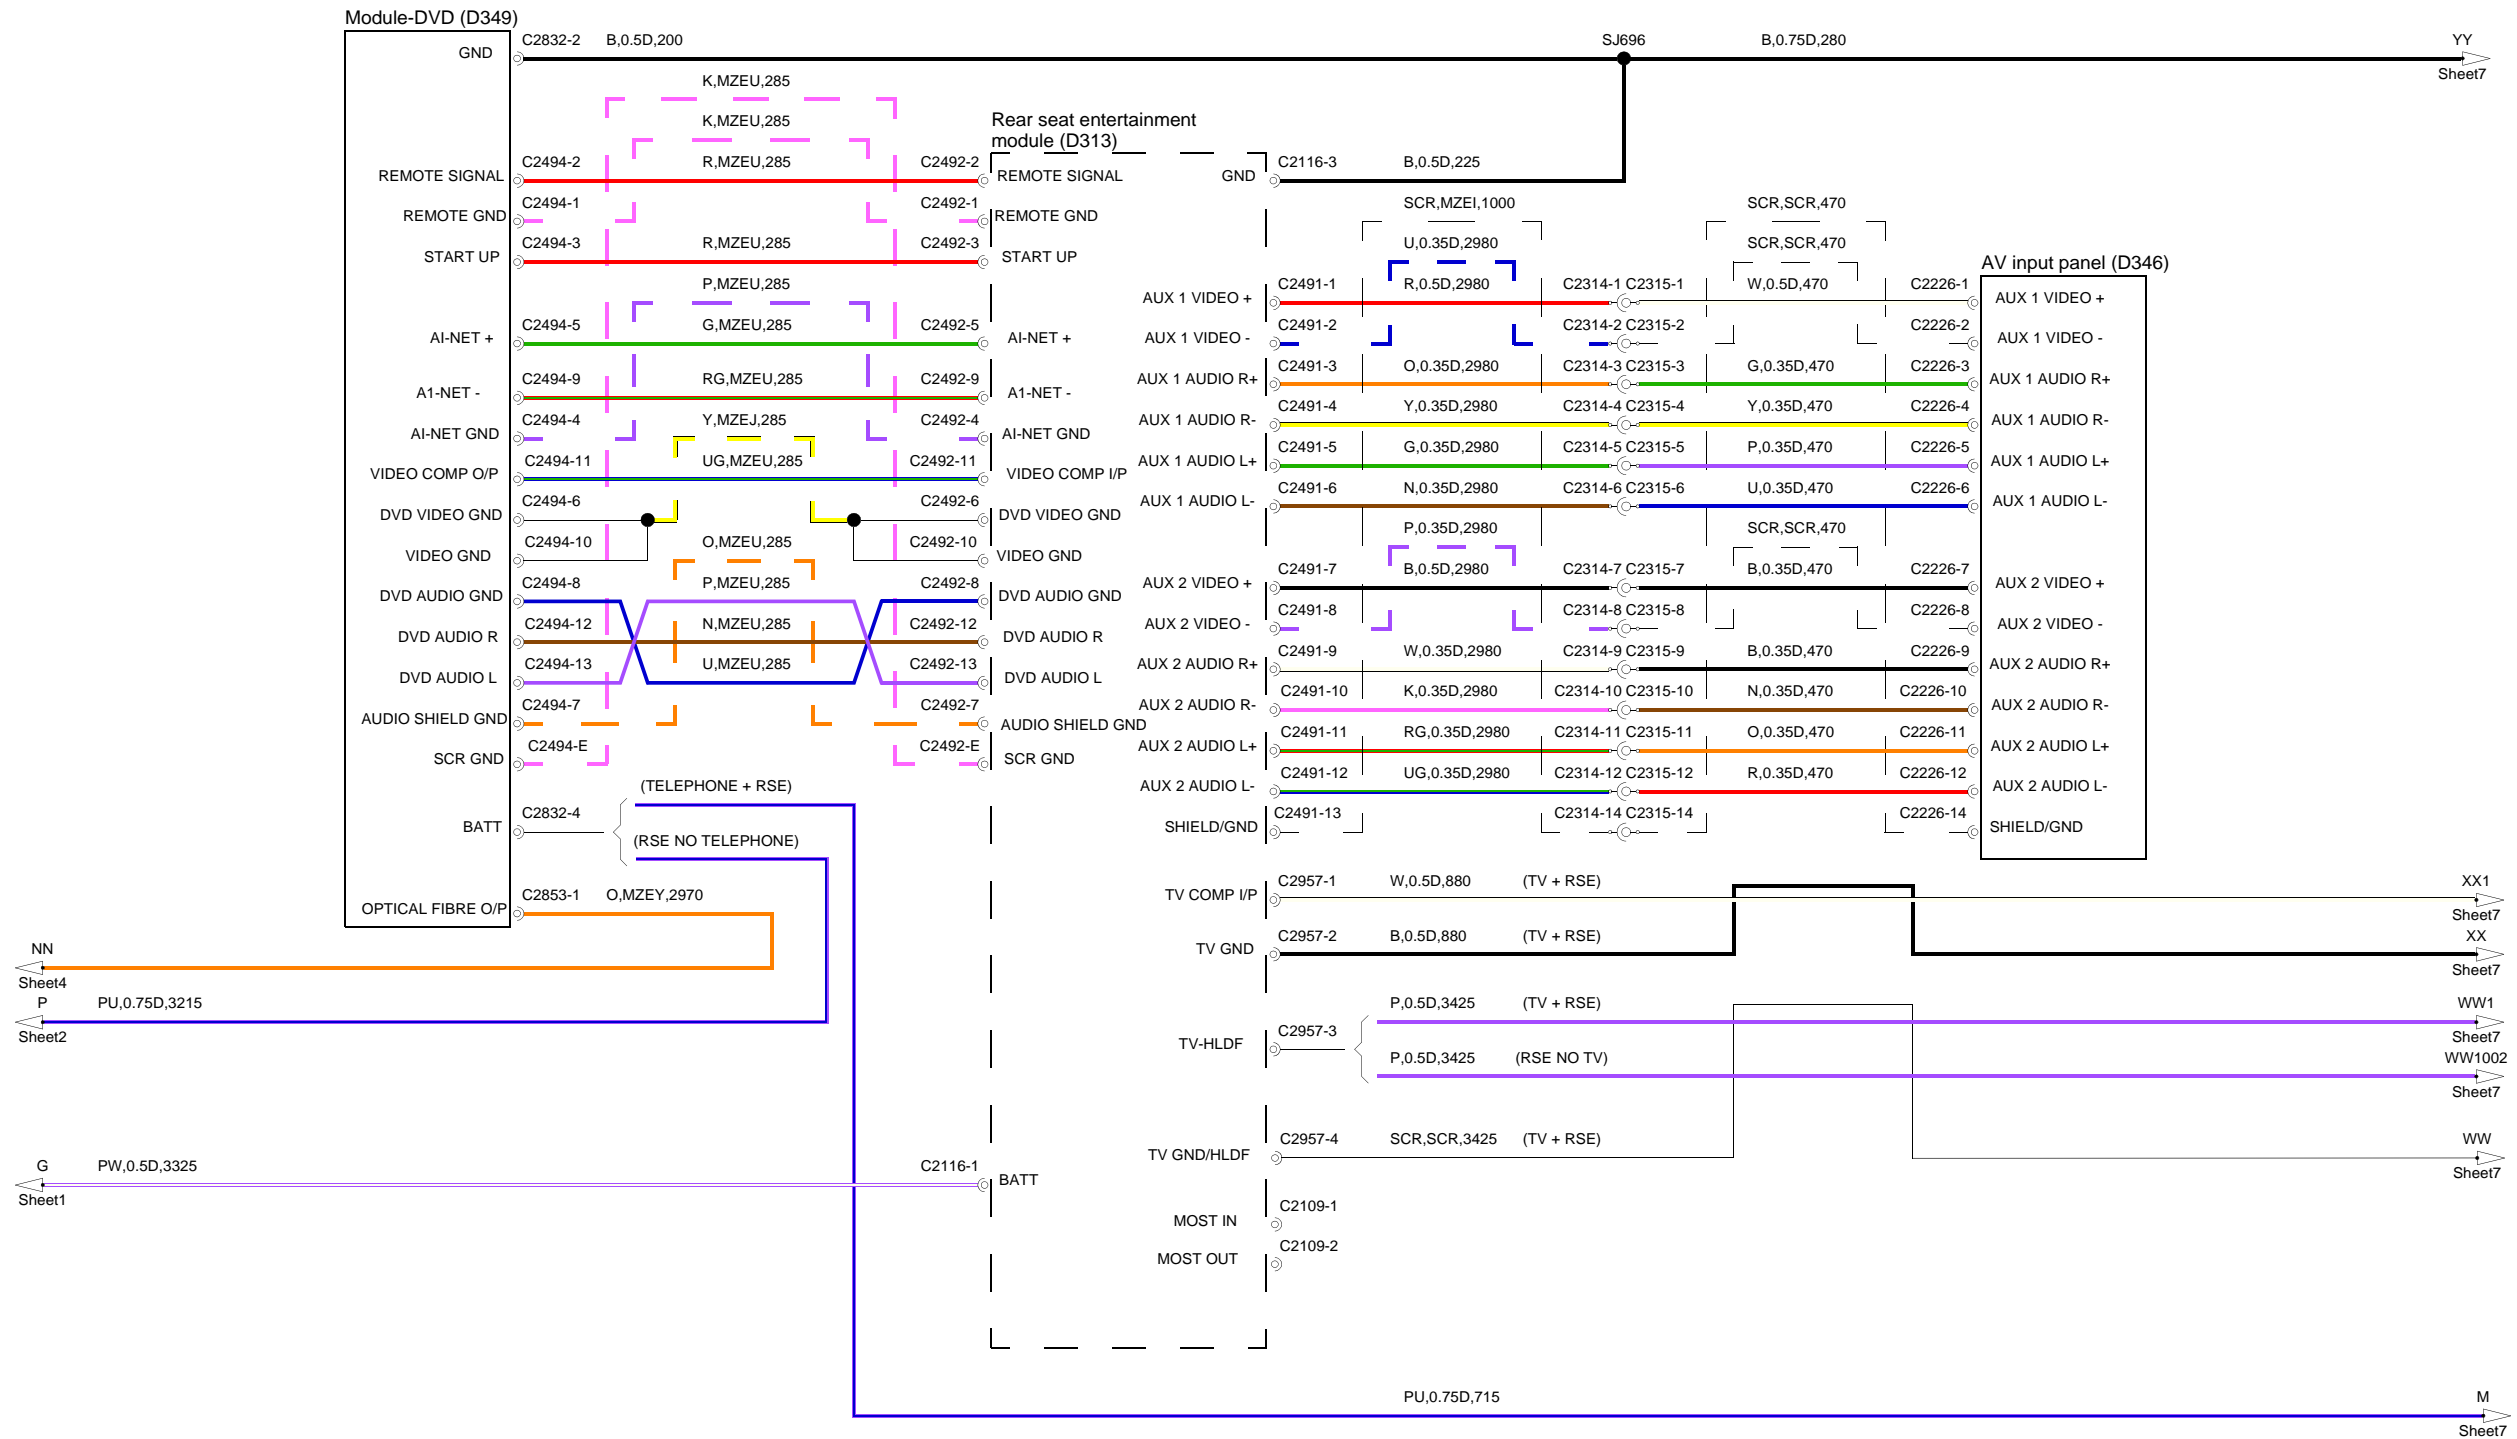 Module-DVD (D349)
GND
C2832-2
B,0.5D,200
SJ696
B,0.75D,280
YY
Sheet7
K,MZEU,285
K,MZEU,285
Rear seat entertainment
module (D313)
REMOTE SIGNAL
C2494-2
R,MZEU,285
C2492-2
REMOTE SIGNAL
REMOTE GND
C2494-1
C2492-1
REMOTE GND
START UP
C2494-3
R,MZEU,285
C2492-3
START UP
P,MZEU,285
AI-NET +
C2494-5
G,MZEU,285
C2492-5
AI-NET +
A1-NET -
C2494-9
RG,MZEU,285
C2492-9
A1-NET -
AI-NET GND
C2494-4
Y,MZEJ,285
C2492-4
AI-NET GND
VIDEO COMP O/P
C2494-11
UG,MZEU,285
C2492-11
VIDEO COMP I/P
DVD VIDEO GND
C2494-6
C2492-6
DVD VIDEO GND
VIDEO GND
C2494-10
O,MZEU,285
C2492-10
VIDEO GND
DVD AUDIO GND
C2494-8
P,MZEU,285
C2492-8
DVD AUDIO GND
DVD AUDIO R
C2494-12
N,MZEU,285
C2492-12
DVD AUDIO R
DVD AUDIO L
C2494-13
U,MZEU,285
C2492-13
DVD AUDIO L
AUDIO SHIELD GND
C2494-7
C2492-7
AUDIO SHIELD GND
SCR GND
C2494-E
C2492-E
SCR GND
BATT
C2832-4
(TELEPHONE + RSE)
(RSE NO TELEPHONE)
OPTICAL FIBRE O/P
C2853-1
O,MZEY,2970
NN
Sheet4
P
PU,0.75D,3215
Sheet2
G
PW,0.5D,3325
Sheet1
C2116-1
BATT
GND
C2116-3
B,0.5D,225
SCR,MZEI,1000
SCR,SCR,470
U,0.35D,2980
SCR,SCR,470
AV input panel (D346)
AUX 1 VIDEO +
C2491-1
R,0.5D,2980
C2314-1 C2315-1
W,0.5D,470
C2226-1
AUX 1 VIDEO +
AUX 1 VIDEO -
C2491-2
C2314-2 C2315-2
C2226-2
AUX 1 VIDEO -
AUX 1 AUDIO R+
C2491-3
O,0.35D,2980
C2314-3 C2315-3
G,0.35D,470
C2226-3
AUX 1 AUDIO R+
AUX 1 AUDIO R-
C2491-4
Y,0.35D,2980
C2314-4 C2315-4
Y,0.35D,470
C2226-4
AUX 1 AUDIO R-
AUX 1 AUDIO L+
C2491-5
G,0.35D,2980
C2314-5 C2315-5
P,0.35D,470
C2226-5
AUX 1 AUDIO L+
AUX 1 AUDIO L-
C2491-6
N,0.35D,2980
C2314-6 C2315-6
U,0.35D,470
C2226-6
AUX 1 AUDIO L-
P,0.35D,2980
SCR,SCR,470
AUX 2 VIDEO +
C2491-7
B,0.5D,2980
C2314-7 C2315-7
B,0.35D,470
C2226-7
AUX 2 VIDEO +
AUX 2 VIDEO -
C2491-8
C2314-8 C2315-8
C2226-8
AUX 2 VIDEO -
AUX 2 AUDIO R+
C2491-9
W,0.35D,2980
C2314-9 C2315-9
B,0.35D,470
C2226-9
AUX 2 AUDIO R+
AUX 2 AUDIO R-
C2491-10
K,0.35D,2980
C2314-10 C2315-10
N,0.35D,470
C2226-10
AUX 2 AUDIO R-
AUX 2 AUDIO L+
C2491-11
RG,0.35D,2980
C2314-11 C2315-11
O,0.35D,470
C2226-11
AUX 2 AUDIO L+
AUX 2 AUDIO L-
C2491-12
UG,0.35D,2980
C2314-12 C2315-12
R,0.35D,470
C2226-12
AUX 2 AUDIO L-
SHIELD/GND
C2491-13
C2314-14 C2315-14
C2226-14
SHIELD/GND
TV COMP I/P
C2957-1
W,0.5D,880
(TV + RSE)
XX1
Sheet7
TV GND
C2957-2
B,0.5D,880
(TV + RSE)
XX
Sheet7
TV-HLDF
C2957-3
P,0.5D,3425
(TV + RSE)
WW1
Sheet7
P,0.5D,3425
(RSE NO TV)
WW1002
Sheet7
TV GND/HLDF
C2957-4
SCR,SCR,3425
(TV + RSE)
WW
Sheet7
MOST IN
C2109-1
MOST OUT
C2109-2
PU,0.75D,715
M
Sheet7